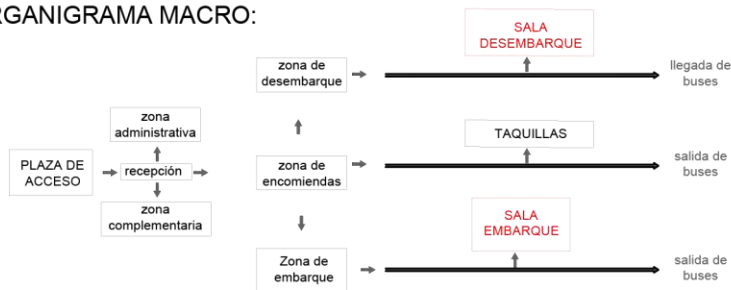 RGANIGRAMA MACRO:
SALA
DESEMBARQUE
zona de
desembarque
llegada de
buses
zona
administrativa
TAQUILLAS
PLAZA DE
ACCESO
recepción
zona de
encomiendas
salida de
buses
zona
complementaria
SALA
EMBARQUE
Zona de
embarque
salida de
buses